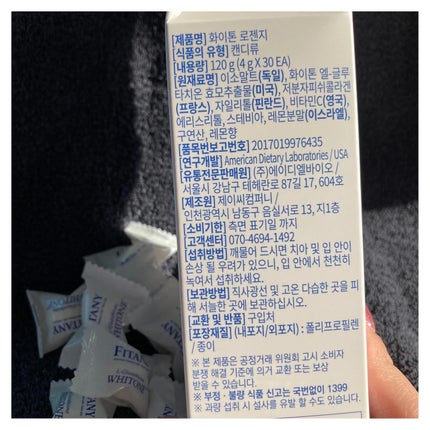 [제품명] 화이톤 로젠지
[식품의 유형] 캔디류
[내용량] 120 g (4 g X 30 EA)
[원재료명] 이소말트(독일), 화이톤 엘-글루
타치온 효모추출물(미국), 저분자피쉬콜라겐
(프랑스), 자일리톨(핀란드), 비타민C(영국),
에리스리톨, 스테비아, 레몬분말(이스라엘),
구연산, 레몬향
[품목번보고번호] 2017019976435
[연구개발] American Dietary Laboratories / USA
[유통전문판매원] (주)에이디엘바이오 /
서울시 강남구 테헤란로 87길 17, 604호
[제조원] 제이씨컴퍼니 /
인천광역시 남동구 음실서로 13, 지1층
[소비기한] 측면 표기일 까지
[고객센터] 070-4694-1492
[섭취방법] 깨물어 드시면 치아 및 입 안이
손상 될 우려가 있으니, 입 안에서 천천히
녹여서 섭취하세요.
[보관방법] 직사광선 및 고온 다습한 곳을 피
해 서늘한 곳에 보관하십시오.
[교환 및 반품] 구입처
[포장재질] (내포지/외포지) : 폴리프로필렌
/종이
※ 본 제품은 공정거래 위원회 고시 소비자
분쟁 해결 기준에 의거 교환 또는 보상
받을 수 있습니다.
※ 부정·불량 식품 신고는 국번없이 1399
※ 과량 섭취 시 설사를 유발 할 수도 있습니다.
FITANY
WHITONE